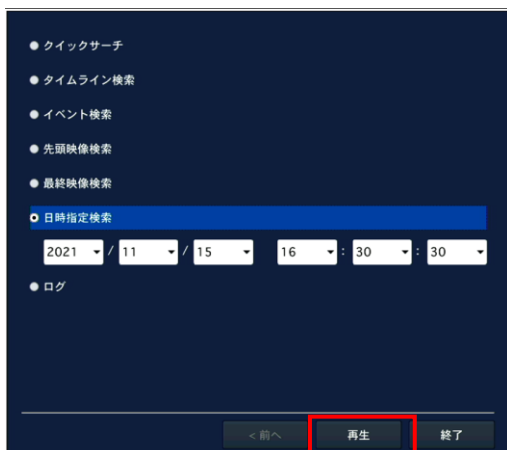 クイックサーチ
タイムライン検索
イベント検索
先頭映像検索
最終映像検索
日時指定検索
2021 / 11 / 15 16 : 30 : 30
ログ
<前へ 再生 終了